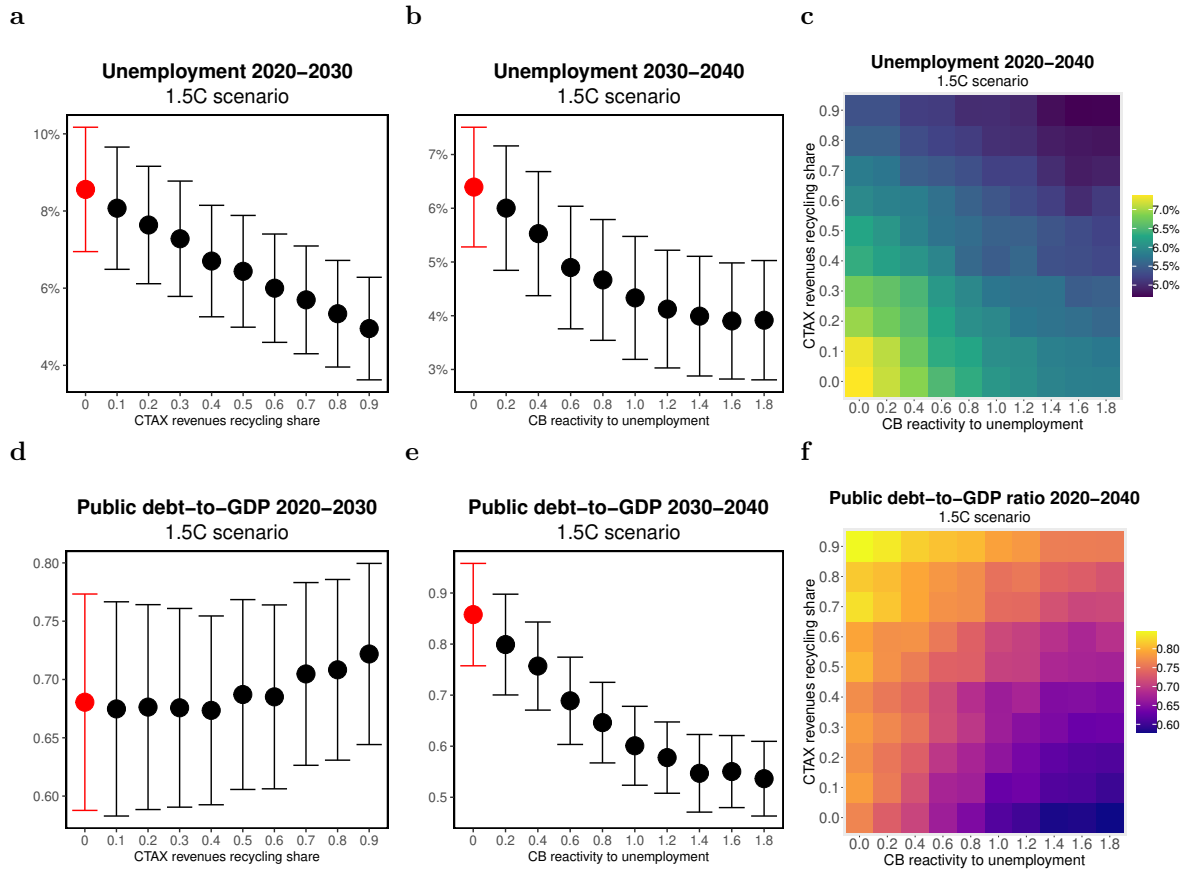 a
Unemployment 2020−2030
1.5C scenario
10%
8%
6%
4%
0 0.1 0.2 0.3 0.4 0.5 0.6 0.7 0.8 0.9
CTAX revenues recycling share
b
Unemployment 2030−2040
1.5C scenario
7%
6%
5%
4%
3%
0 0.2 0.4 0.6 0.8 1.0 1.2 1.4 1.6 1.8
CB reactivity to unemployment
c
Unemployment 2020−2040
1.5C scenario
CTAX revenues recycling share
0.9
0.8
0.7
0.6
0.5
0.4
0.3
0.2
0.1
0.0
0.0 0.2 0.4 0.6 0.8 1.0 1.2 1.4 1.6 1.8
CB reactivity to unemployment
7.0%
6.5%
6.0%
5.5%
5.0%
d
Public debt−to−GDP 2020−2030
1.5C scenario
0.80
0.75
0.70
0.65
0.60
0 0.1 0.2 0.3 0.4 0.5 0.6 0.7 0.8 0.9
CTAX revenues recycling share
e
Public debt−to−GDP 2030−2040
1.5C scenario
0.9
0.8
0.7
0.6
0.5
0 0.2 0.4 0.6 0.8 1.0 1.2 1.4 1.6 1.8
CB reactivity to unemployment
f
Public debt−to−GDP ratio 2020−2040
1.5C scenario
CTAX revenues recycling share
0.9
0.8
0.7
0.6
0.5
0.4
0.3
0.2
0.1
0.0
0.0 0.2 0.4 0.6 0.8 1.0 1.2 1.4 1.6 1.8
CB reactivity to unemployment
0.80
0.75
0.70
0.65
0.60